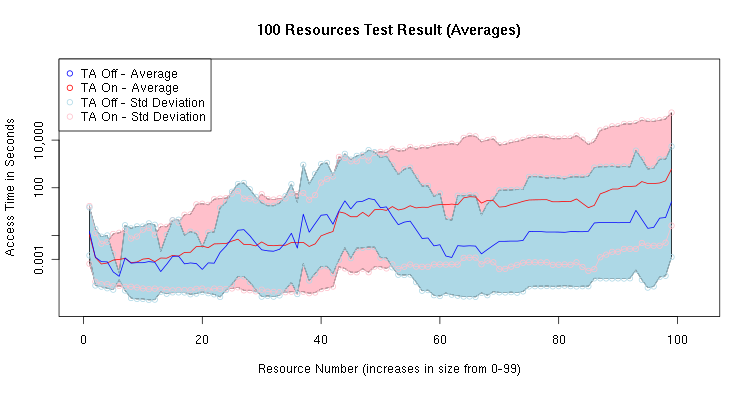 100 Resources Test Result (Averages)
TA Off - Average
TA On - Average
TA Off - Std Deviation
TA On - Std Deviation
Access Time in Seconds
10,000
100
0.001
0
20
40
60
80
100
Resource Number (increases in size from 0-99)